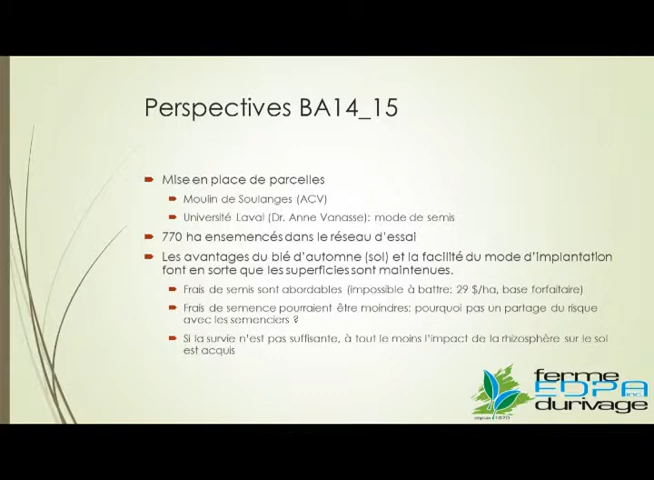 Perspectives BA14_15
Mise en place de parcelles
Moulin de Soulanges (ACV)
Université Laval (Dr. Anne Vanasse): mode de semis
770 ha ensemencés dans le réseau d'essai
Les avantages du blé d'automne (sol) et la facilité du mode d'implantation
font en sorte que les superficies sont maintenues.
Frais de semis sont abordables (impossible à battre: 29 $/ha, base forfaitaire)
Frais de semence pourraient être moindres: pourquoi pas un partage du risque
avec les semenciers ?
Si la survie n'est pas suffisante, à tout le moins l'impact de la rhizosphère sur le sol
est acquis
ferme
EDPA inc.
durivage